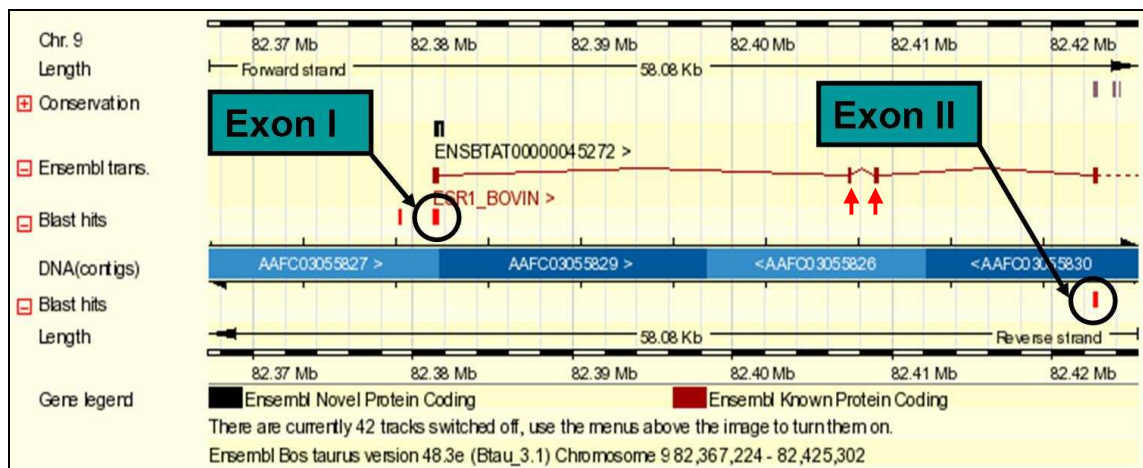 Chr. 9
82.37 Mb 82.38 Mb 82.39 Mb 82.40 Mb 82.41 Mb 82.42 Mb
Length
Forward strand 58.08 Kb
Conservation
Exon I
Exon II
ENSBTAT00000045272 >
Ensembl trans.
ESR1_BOVIN >
Blast hits
DNA(contigs)
AAFC03055827 > AAFC03055829 > <AAFC03055826 <AAFC03055830
Blast hits
Length
58.08 Kb Reverse strand
82.37 Mb 82.38 Mb 82.39 Mb 82.40 Mb 82.41 Mb 82.42 Mb
Gene legend
Ensembl Novel Protein Coding Ensembl Known Protein Coding
There are currently 42 tracks switched off, use the menus above the image to turn them on.
Ensembl Bos taurus version 48.3e (Btau_3.1) Chromosome 9 82,367,224 - 82,425,302